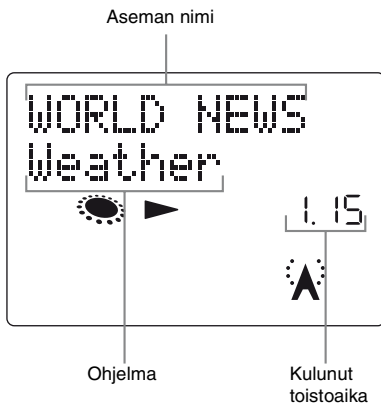 Aseman nimi
WORLD NEWS
Weather
1.15
A
Ohjelma
Kulunut
toistoaika